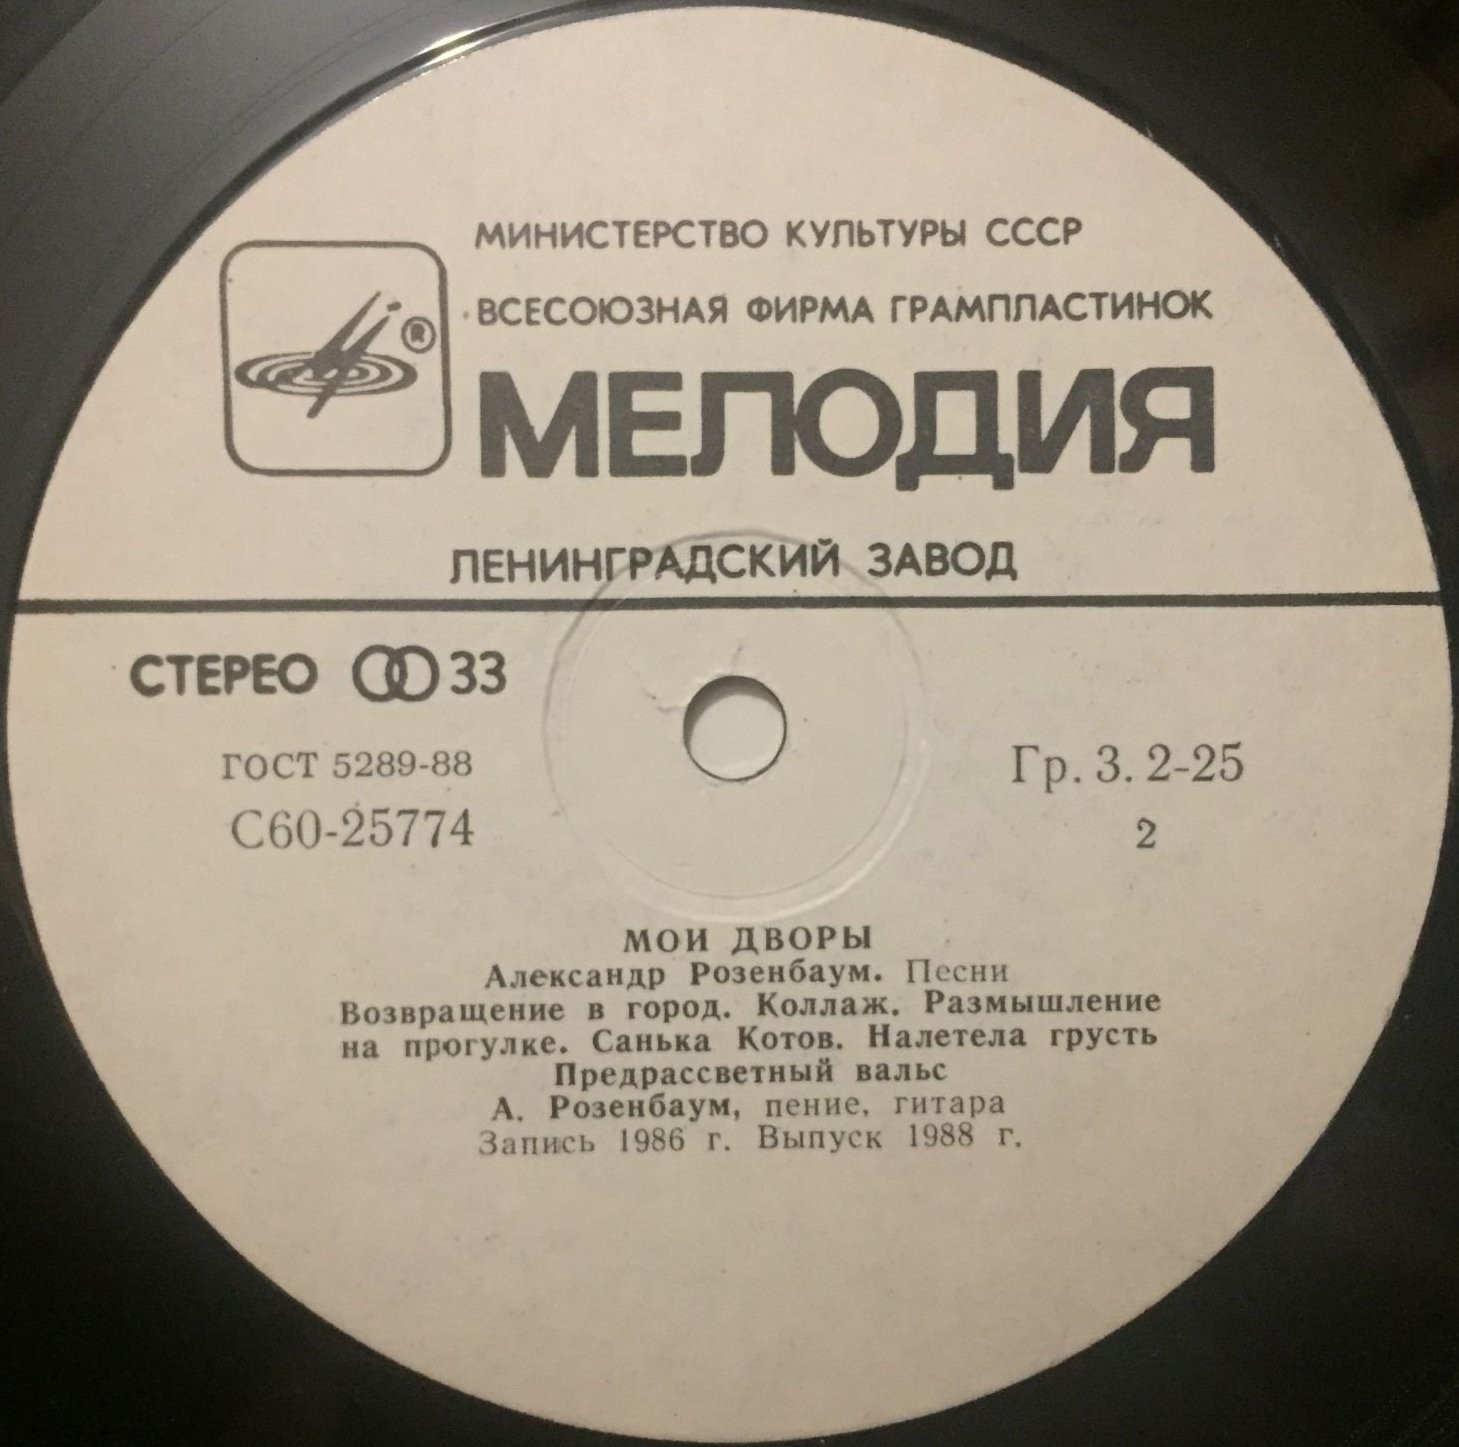 МИНИСТЕРСТВО КУЛЬТУРЫ СССР
ВСЕСОЮЗНАЯ ФИРМА ГРАМПЛАСТИНОК
®
МЕЛОДИЯ
ЛЕНИНГРАДСКИЙ ЗАВОД
СТЕРЕО 33
ГОСТ 5289-88
Гр. 3. 2-25
С60-25774
2
МОИ ДВОРЫ
Александр Розенбаум. Песни
Возвращение в город. Коллаж. Размышление
на прогулке. Санька Котов. Налетела грусть
Предрассветный вальс
А. Розенбаум, пение, гитара
Запись 1986 г. Выпуск 1988 г.